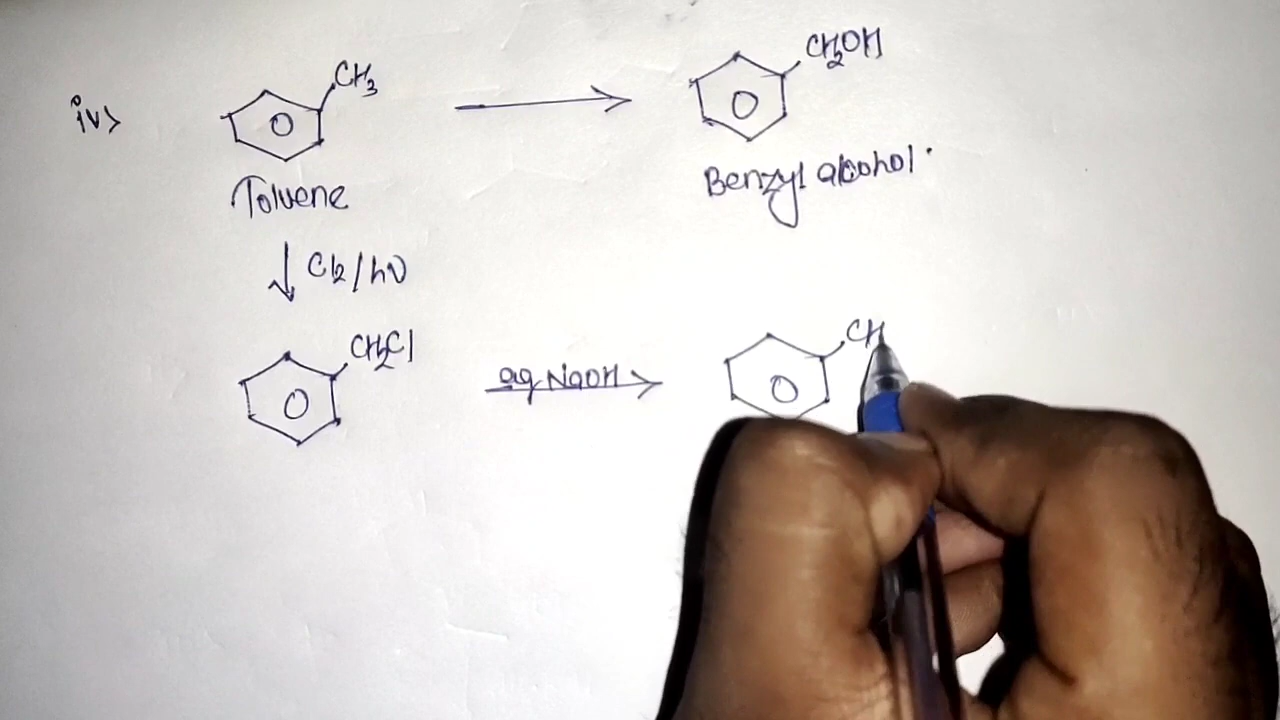 iv> CH3 CH2OH
Toluene Benzyl alcohol.
Cl2/hν
CH2Cl aq NaOH CH